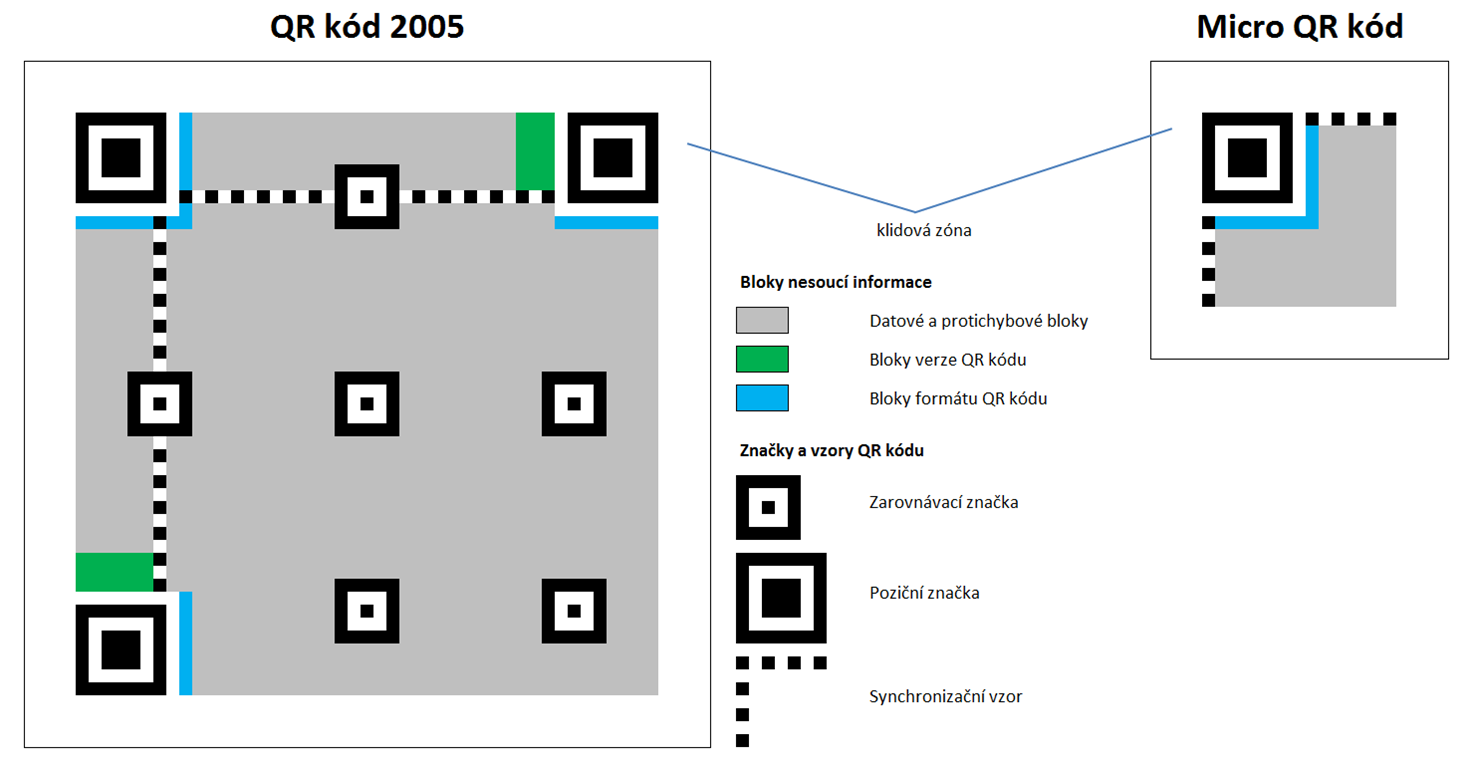 QR kód 2005
Micro QR kód
klidová zóna
Bloky nesoucí informace
Datové a protichybové bloky
Bloky verze QR kódu
Bloky formátu QR kódu
Značky a vzory QR kódu
Zarovnávací značka
Poziční značka
Synchronizační vzor